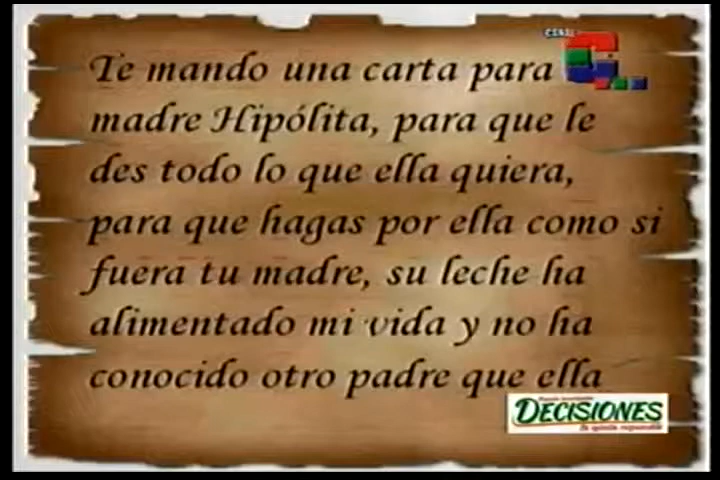 CANAL
Te mando una carta para
madre Hipólita, para que le
des todo lo que ella quiera,
para que hagas por ella como si
fuera tu madre, su leche ha
alimentado mi vida y no ha
conocido otro padre que ella
DECISIONES